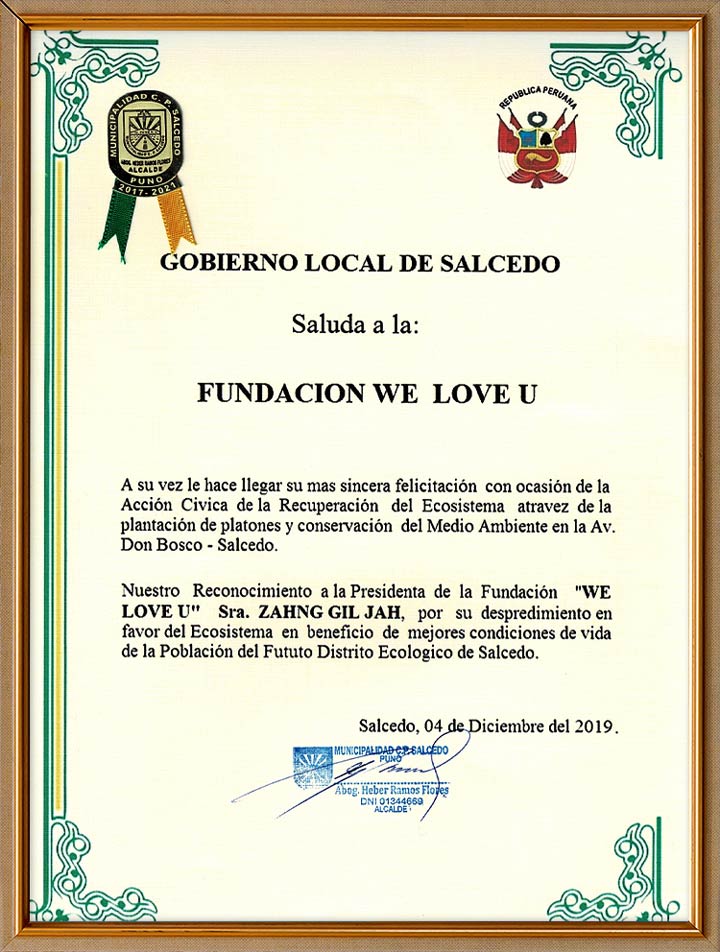 MUNICIPALIDAD C. P. SALCEDO
ABOG. HEBER RAMOS FLORES
ALCALDE
PUNO
2017-2021
REPUBLICA PERUANA
GOBIERNO LOCAL DE SALCEDO
Saluda a la:
FUNDACION WE LOVE U
A su vez le hace llegar su mas sincera felicitación con ocasión de la
Acción Civica de la Recuperación del Ecosistema atravez de la
plantación de platones y conservación del Medio Ambiente en la Av.
Don Bosco - Salcedo.
Nuestro Reconocimiento a la Presidenta de la Fundación "WE
LOVE U" Sra. ZAHNG GIL JAH, por su despredimiento en
favor del Ecosistema en beneficio de mejores condiciones de vida
de la Población del Fututo Distrito Ecologico de Salcedo.
Salcedo, 04 de Diciembre del 2019.
MUNICIPALIDAD C.P. SALCEDO
PUNO
Abog. Heber Ramos Flores
DNI 01344669
ALCALDE